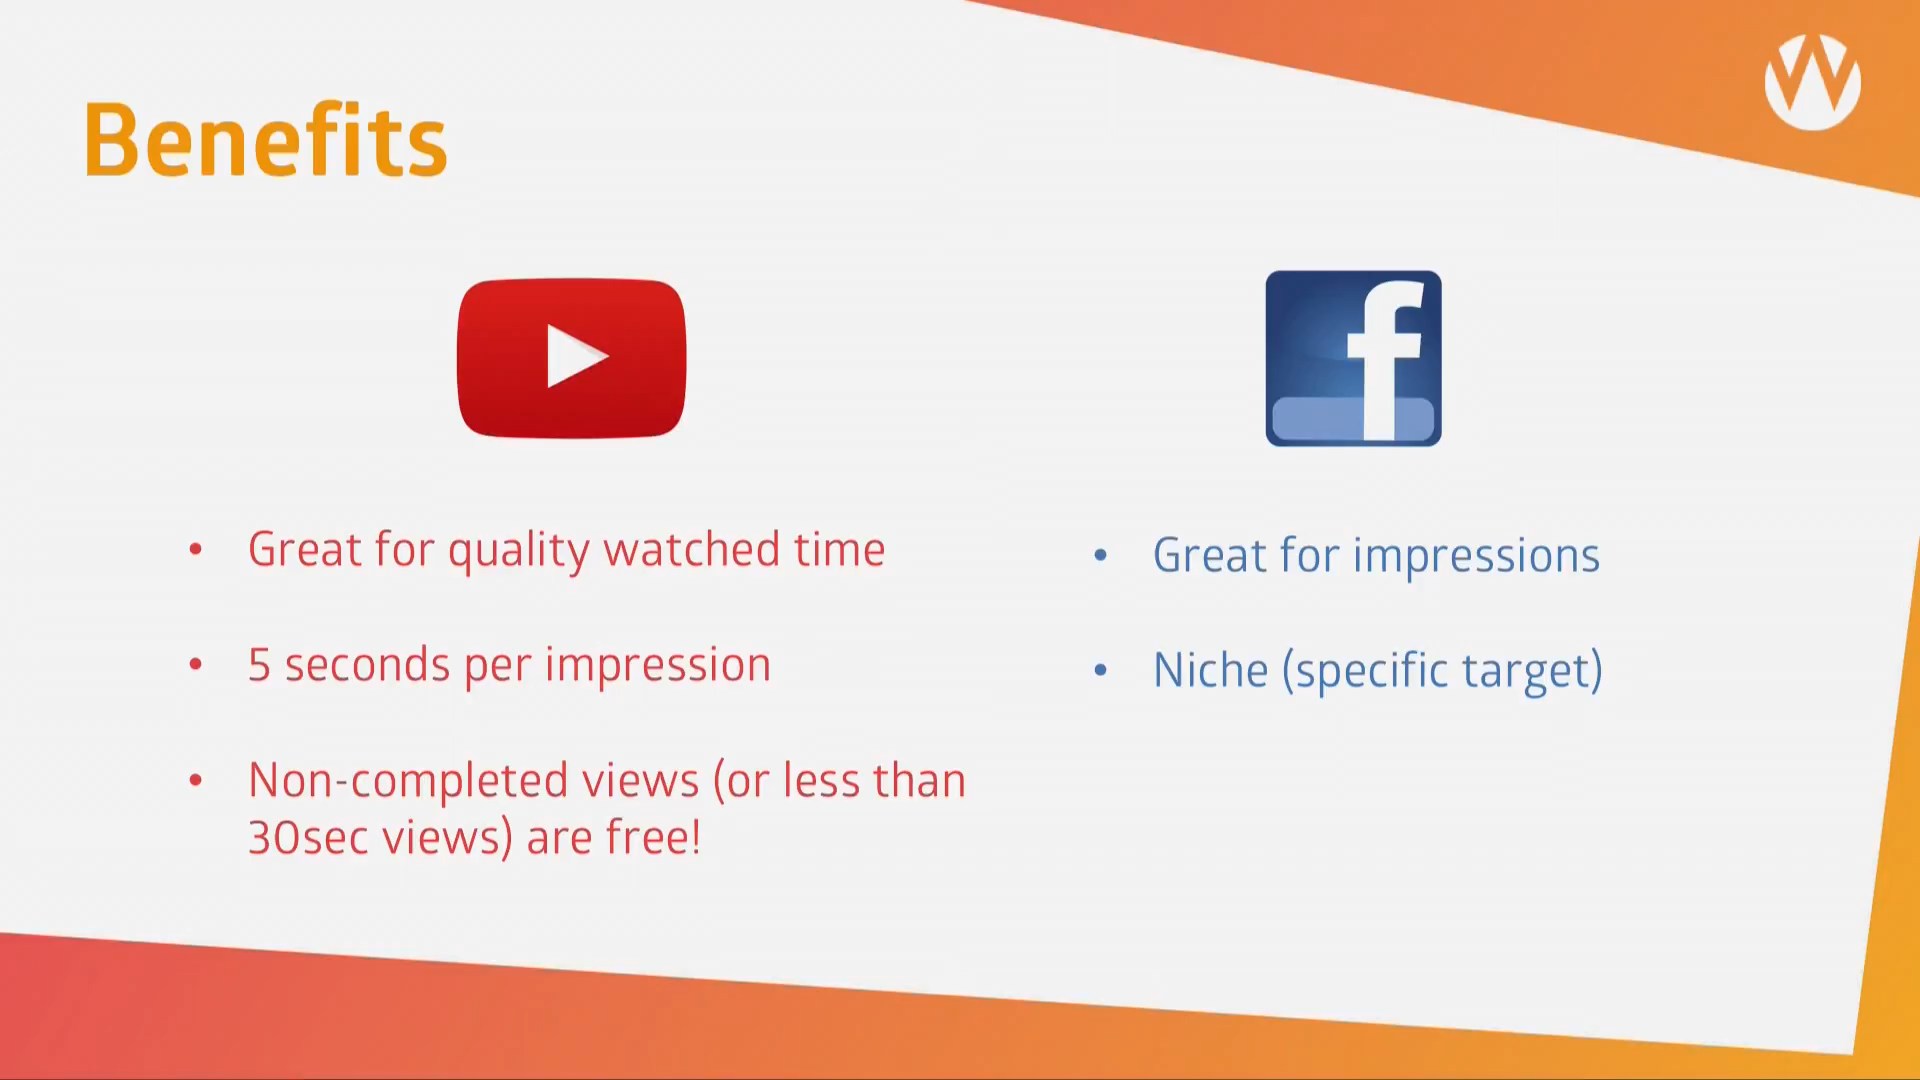 Benefits
• Great for quality watched time
• 5 seconds per impression
• Non-completed views (or less than
30sec views) are free!
• Great for impressions
• Niche (specific target)